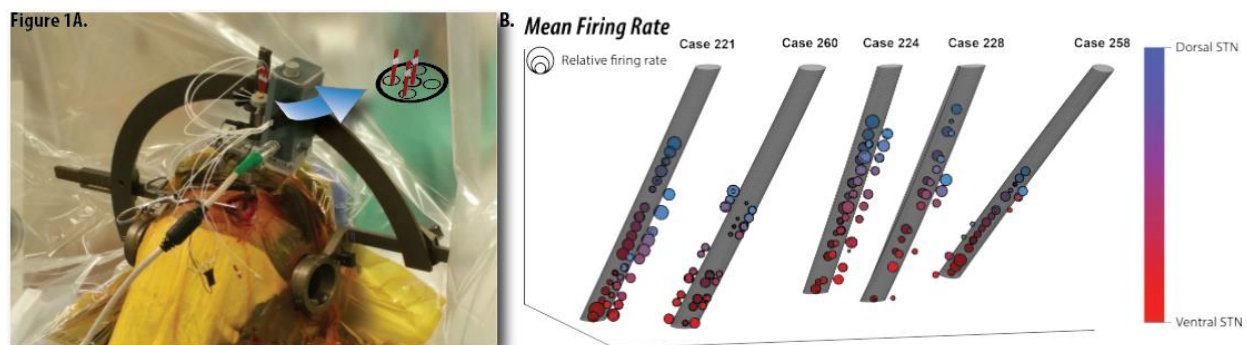 Figure 1A.
B. Mean Firing Rate
Relative firing rate
Case 221 Case 260 Case 224 Case 228 Case 258
Dorsal STN
Ventral STN